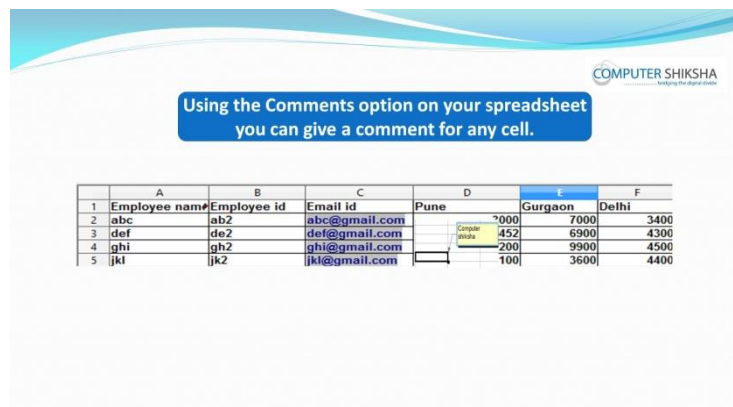 COMPUTER SHIKSHA
bridging the digital divide
Using the Comments option on your spreadsheet
you can give a comment for any cell.
A B C D E F
1 Employee nam Employee id Email id Pune Gurgaon Delhi
2 abc ab2 abc@gmail.com 2000 7000 3400
3 def de2 def@gmail.com 452 6900 4300
Computer
shiksha
4 ghi gh2 ghi@gmail.com 200 9900 4500
5 jkl jk2 jkl@gmail.com 100 3600 4400